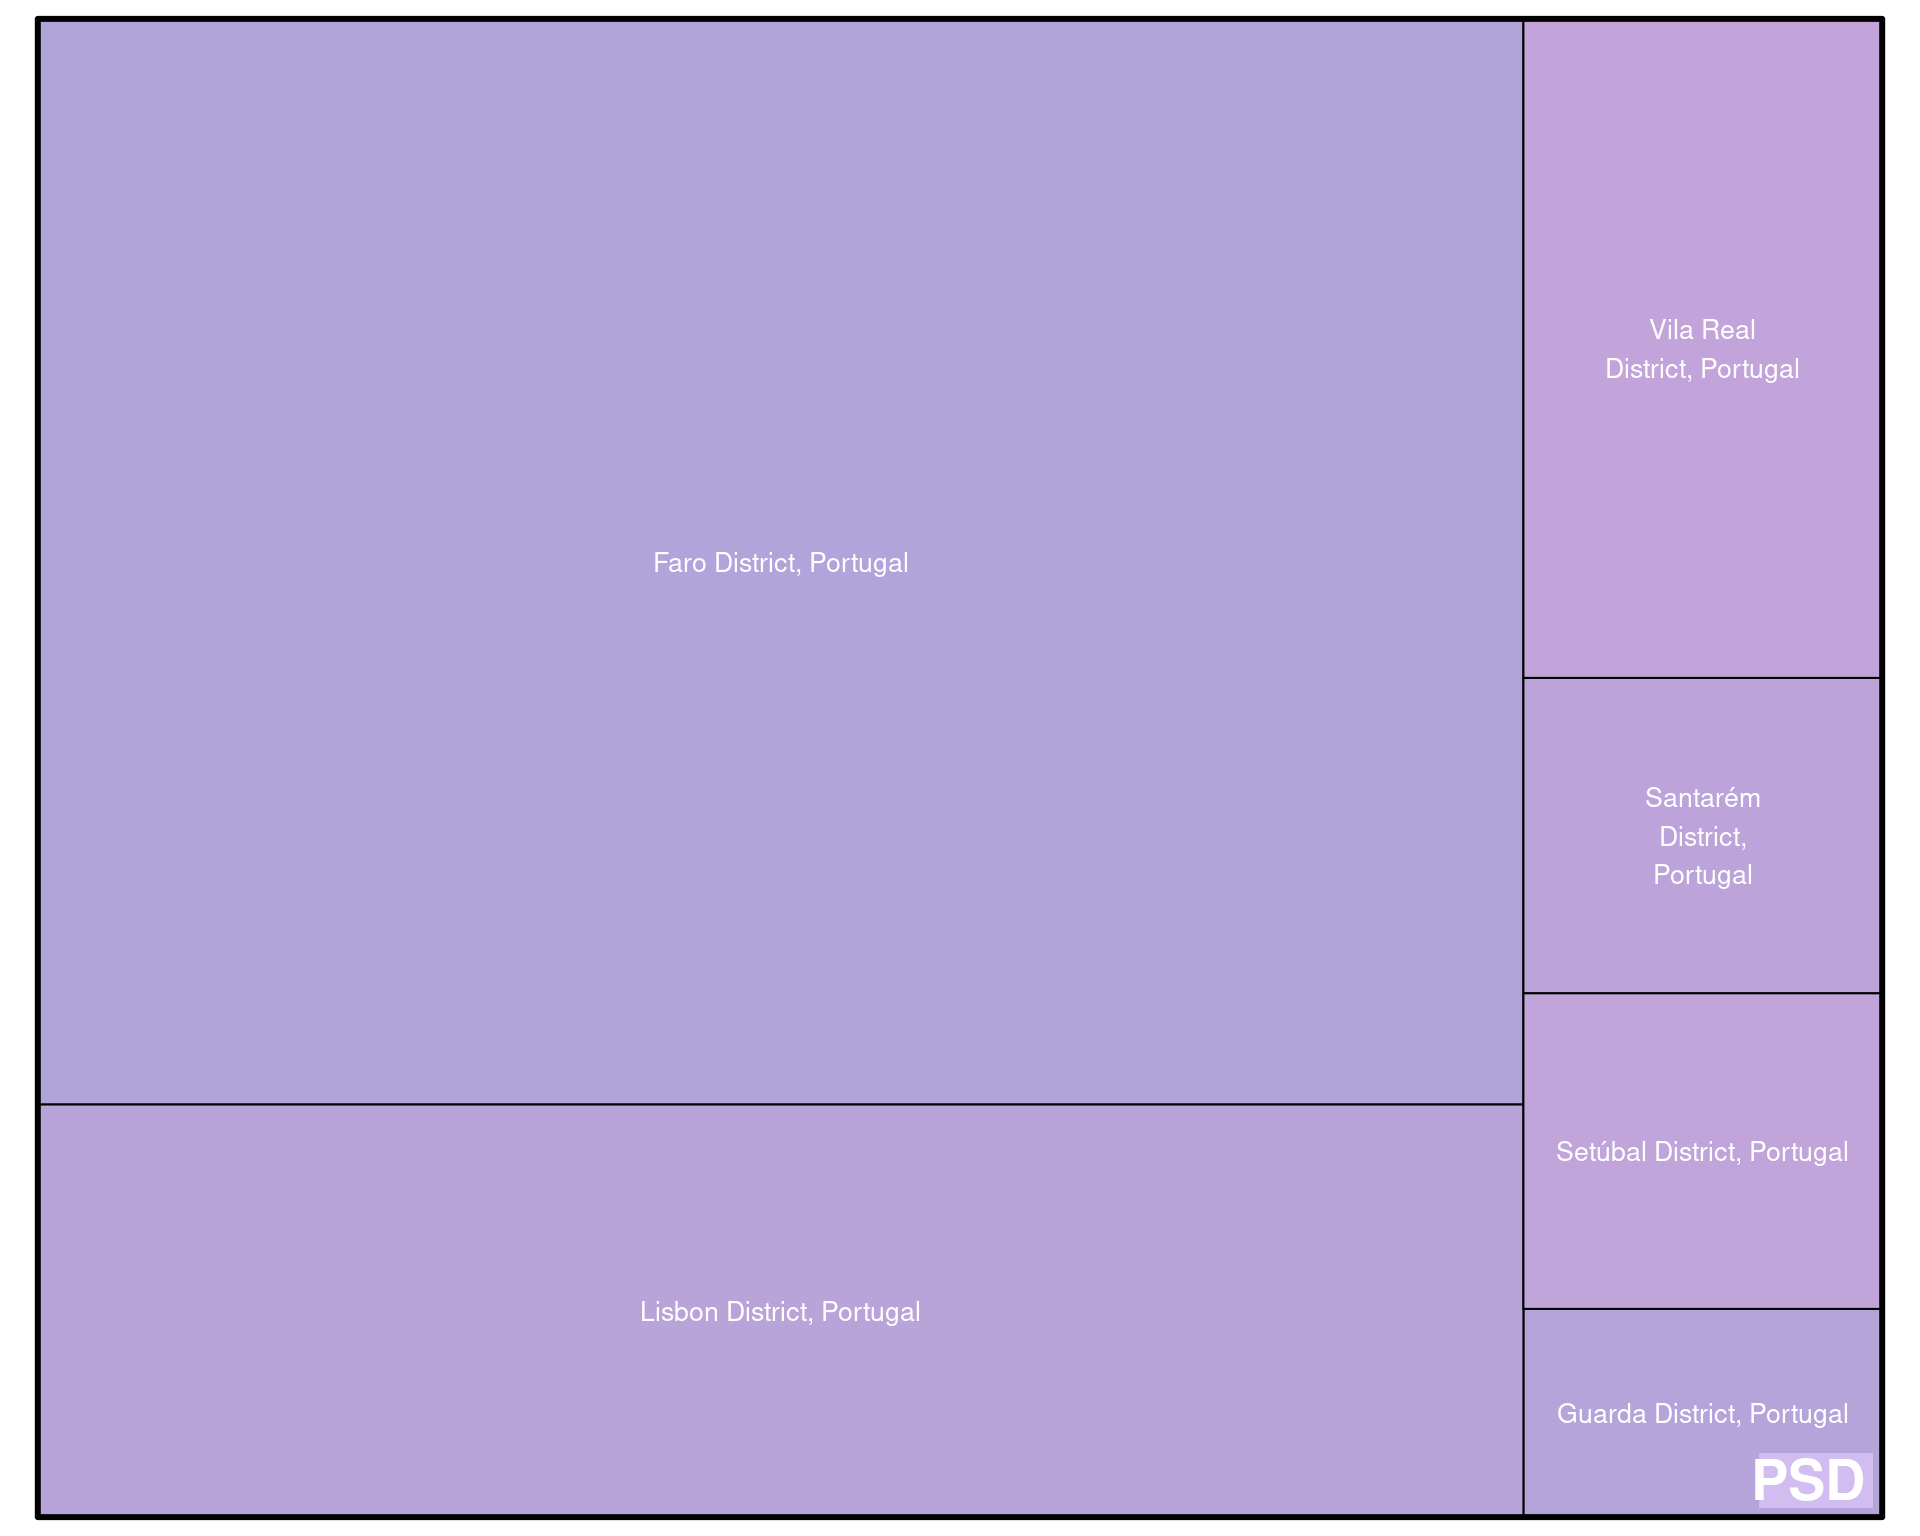 Faro District, Portugal
Lisbon District, Portugal
Vila Real
District, Portugal
Santarém
District,
Portugal
Setúbal District, Portugal
Guarda District, Portugal
PSD